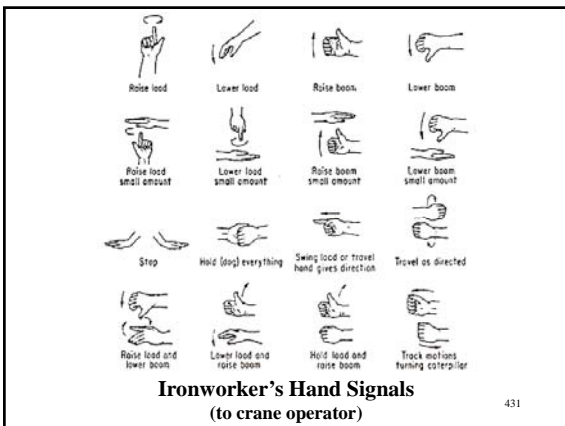 Raise load
Lower load
Raise boom
Lower boom
Raise load
small amount
Lower load
small amount
Raise boom
small amount
Lower boom
small amount
Stop
Hold (dog) everything
Swing load or travel
hand gives direction
Travel as directed
Raise load and
lower boom
Lower load and
raise boom
Hold load and
raise boom
Track motions
turning caterpillar
Ironworker's Hand Signals
(to crane operator)
431